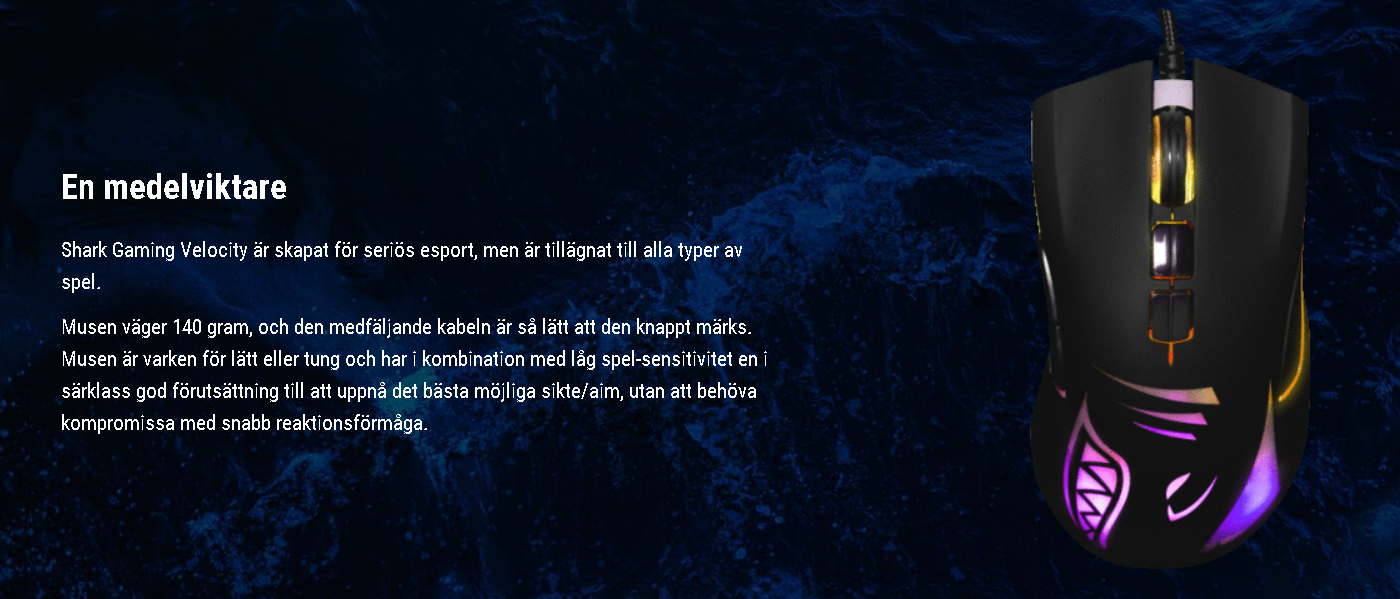 En medelviktare
Shark Gaming Velocity är skapat för seriös esport, men är tillägnat till alla typer av
spel.
Musen väger 140 gram, och den medfäljande kabeln är så lätt att den knappt märks.
Musen är varken för lätt eller tung och har i kombination med låg spel-sensitivitet en i
särklass god förutsättning till att uppnå det bästa möjliga sikte/aim, utan att behöva
kompromissa med snabb reaktionsförmåga.